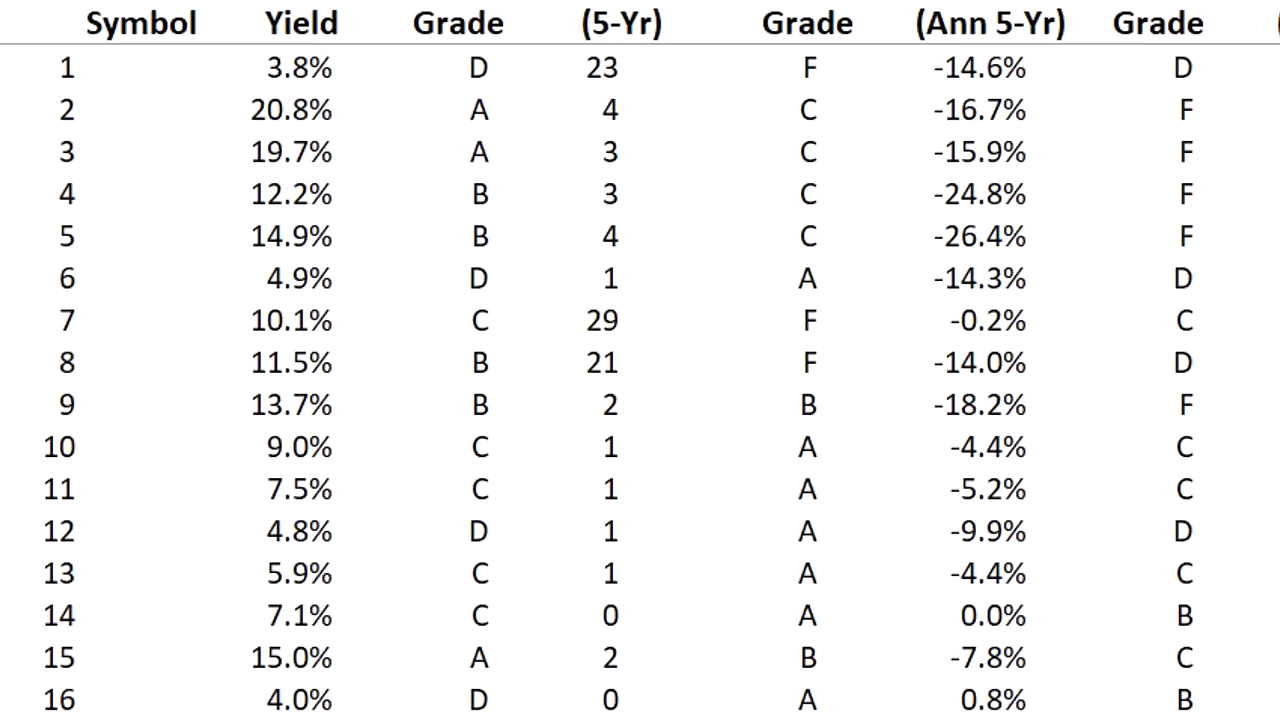 Symbol Yield Grade (5-Yr) Grade (Ann 5-Yr) Grade (
1 3.8% D 23 F -14.6% D
2 20.8% A 4 C -16.7% F
3 19.7% A 3 C -15.9% F
4 12.2% B 3 C -24.8% F
5 14.9% B 4 C -26.4% F
6 4.9% D 1 A -14.3% D
7 10.1% C 29 F -0.2% C
8 11.5% B 21 F -14.0% D
9 13.7% B 2 B -18.2% F
10 9.0% C 1 A -4.4% C
11 7.5% C 1 A -5.2% C
12 4.8% D 1 A -9.9% D
13 5.9% C 1 A -4.4% C
14 7.1% C 0 A 0.0% B
15 15.0% A 2 B -7.8% C
16 4.0% D 0 A 0.8% B